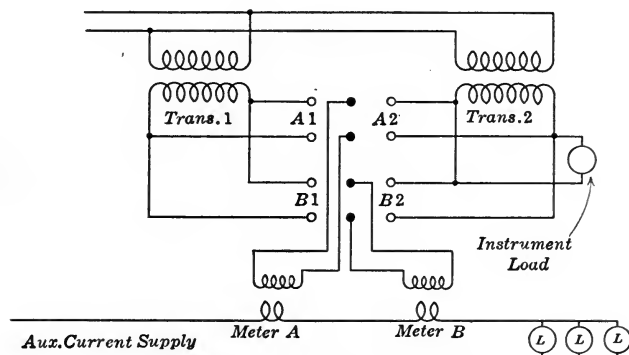 Trans.1
A1
A2
Trans.2
B1
B2
Instrument
Load
Meter A
Meter B
Aux.Current Supply
L
L
L